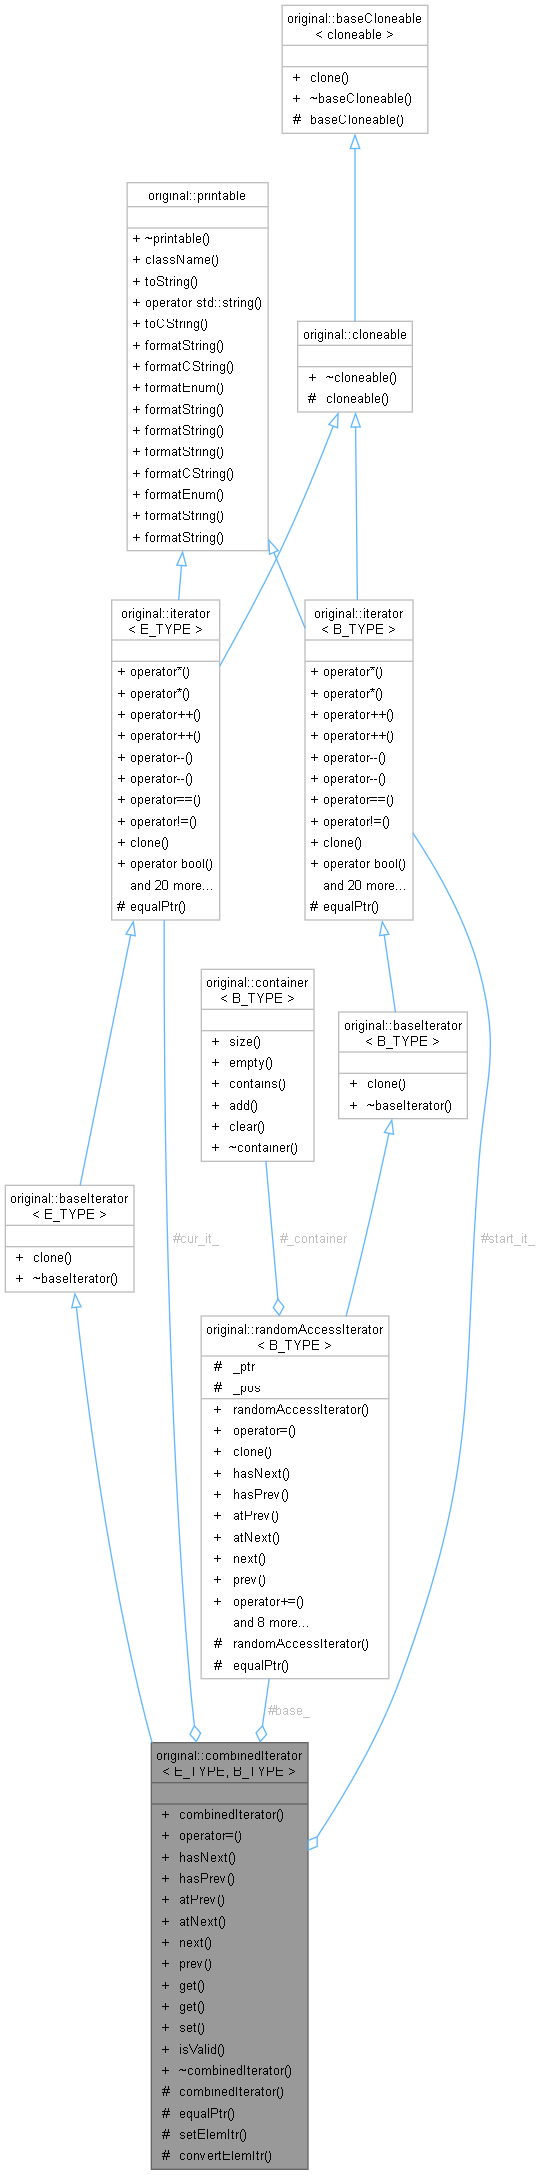 original::baseCloneable
< cloneable >
+ clone()
+ ~baseCloneable()
# baseCloneable()
original::printable
+ ~printable()
+ className()
+ toString()
+ operator std::string()
+ toCString()
+ formatString()
+ formatCString()
+ formatEnum()
+ formatString()
+ formatString()
+ formatString()
+ formatCString()
+ formatEnum()
+ formatString()
+ formatString()
original::cloneable
+ ~cloneable()
# cloneable()
original::iterator
< E_TYPE >
+ operator*()
+ operator*()
+ operator++()
+ operator++()
+ operator--()
+ operator--()
+ operator==()
+ operator!=()
+ clone()
+ operator bool()
and 20 more...
# equalPtr()
original::iterator
< B_TYPE >
+ operator*()
+ operator*()
+ operator++()
+ operator++()
+ operator--()
+ operator--()
+ operator==()
+ operator!=()
+ clone()
+ operator bool()
and 20 more...
# equalPtr()
original::container
< B_TYPE >
+ size()
+ empty()
+ contains()
+ add()
+ clear()
+ ~container()
original::baseIterator
< B_TYPE >
+ clone()
+ ~baseIterator()
original::baseIterator
< E_TYPE >
+ clone()
+ ~baseIterator()
#cur_it_
#_container
#start_it_
original::randomAccessIterator
< B_TYPE >
# _ptr
# _pos
+ randomAccessIterator()
+ operator=()
+ clone()
+ hasNext()
+ hasPrev()
+ atPrev()
+ atNext()
+ next()
+ prev()
+ operator+=()
and 8 more...
# randomAccessIterator()
# equalPtr()
#base_
original::combinedIterator
< E_TYPE, B_TYPE >
+ combinedIterator()
+ operator=()
+ hasNext()
+ hasPrev()
+ atPrev()
+ atNext()
+ next()
+ prev()
+ get()
+ get()
+ set()
+ isValid()
+ ~combinedIterator()
# combinedIterator()
# equalPtr()
# setElemItr()
# convertElemItr()